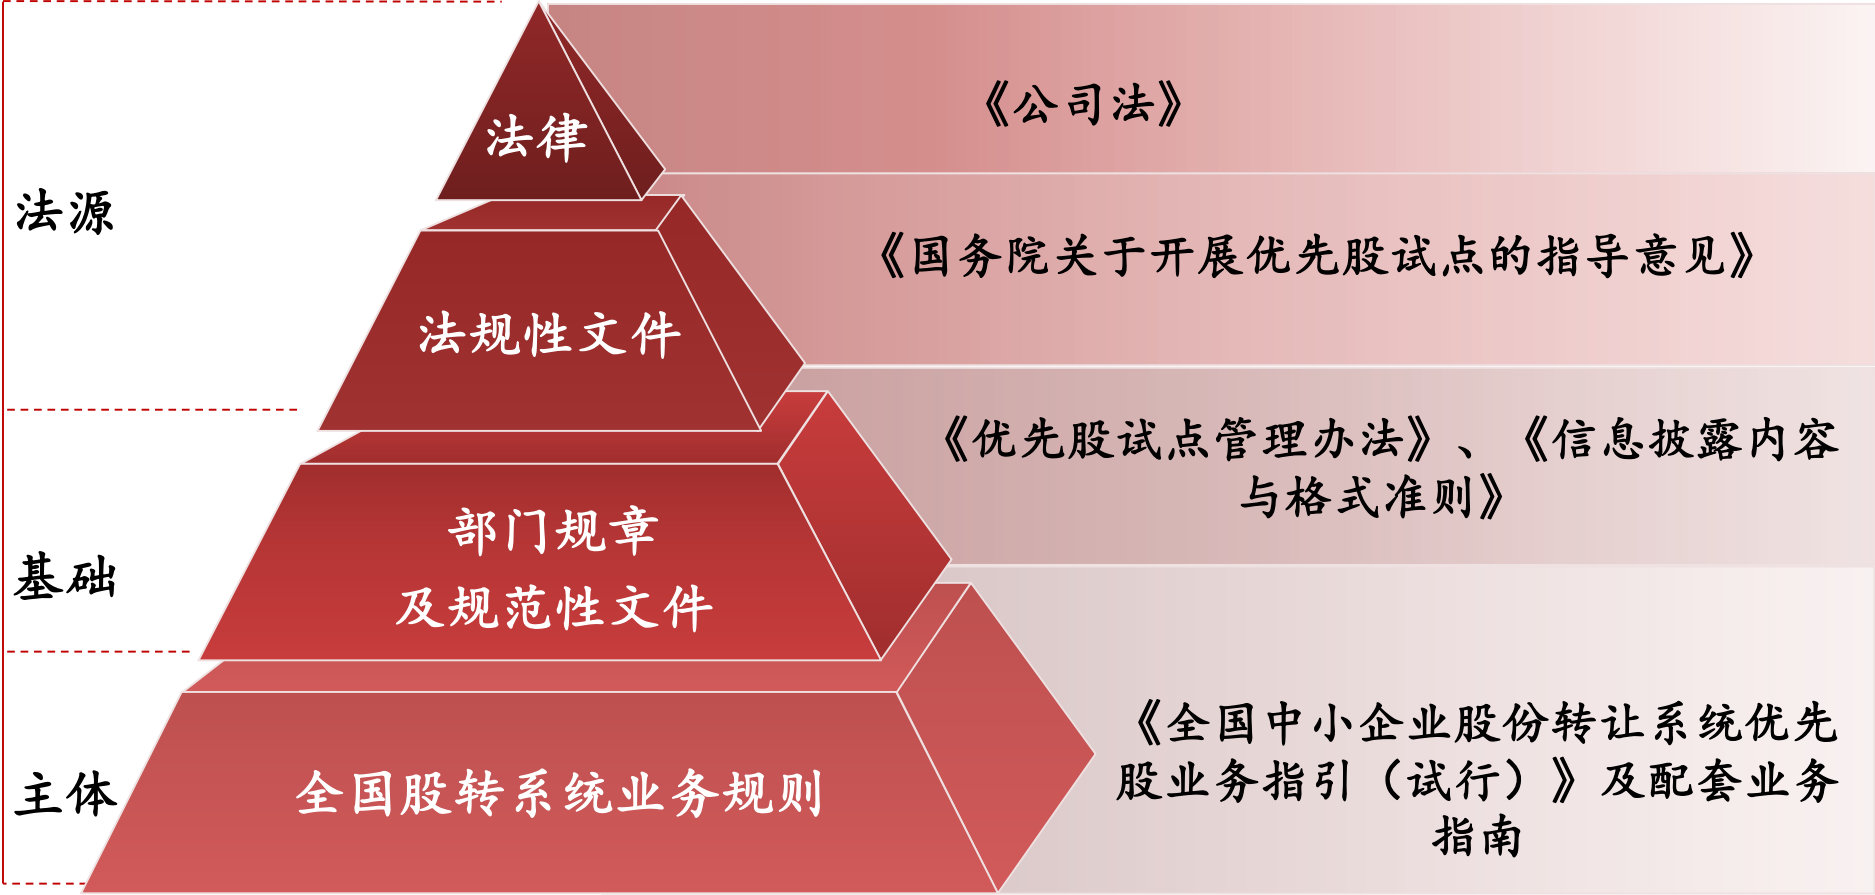 《公司法》
法律
法源
《国务院关于开展优先股试点的指导意见》
法规性文件
《优先股试点管理办法》、《信息披露内容
与格式准则》
部门规章
及规范性文件
基础
《全国中小企业股份转让系统优先
股业务指引（试行）》及配套业务
指南
主体
全国股转系统业务规则